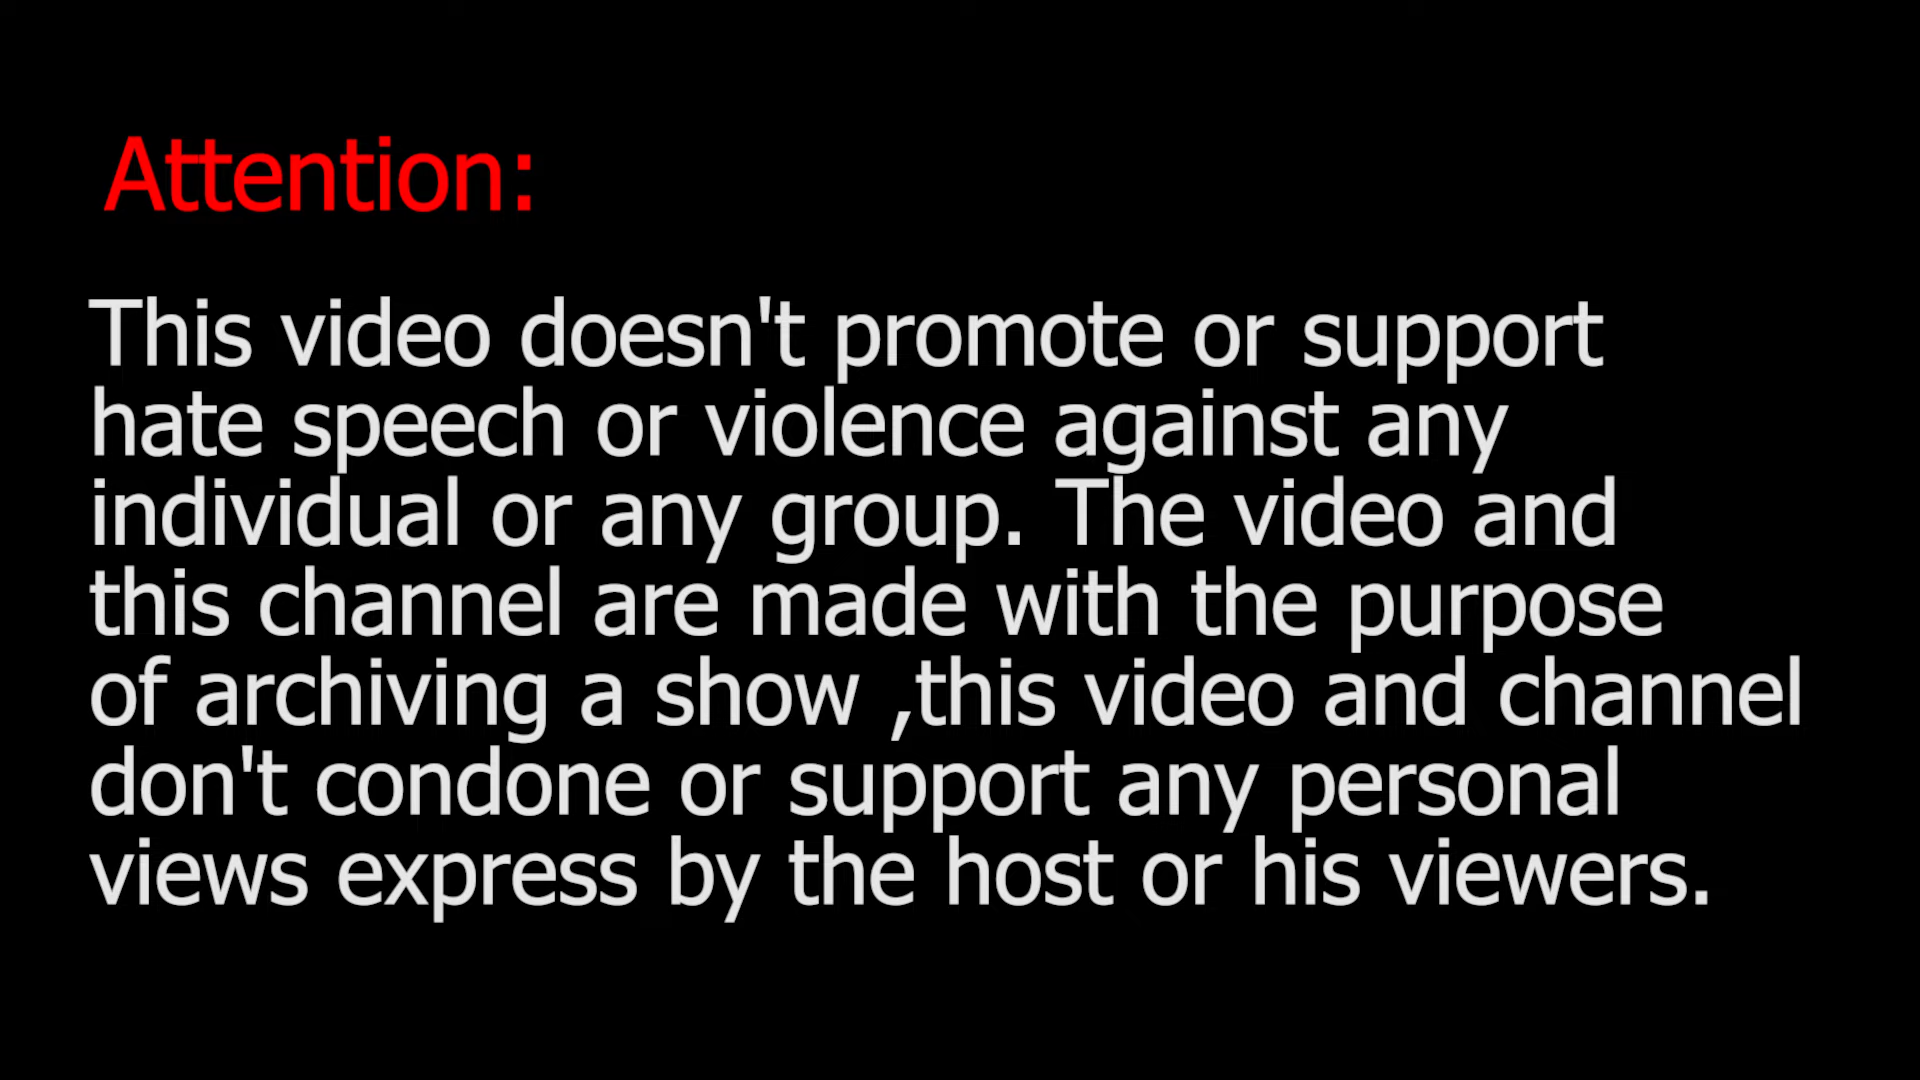 Attention:
This video doesn't promote or support
hate speech or violence against any
individual or any group. The video and
this channel are made with the purpose
of archiving a show ,this video and channel
don't condone or support any personal
views express by the host or his viewers.